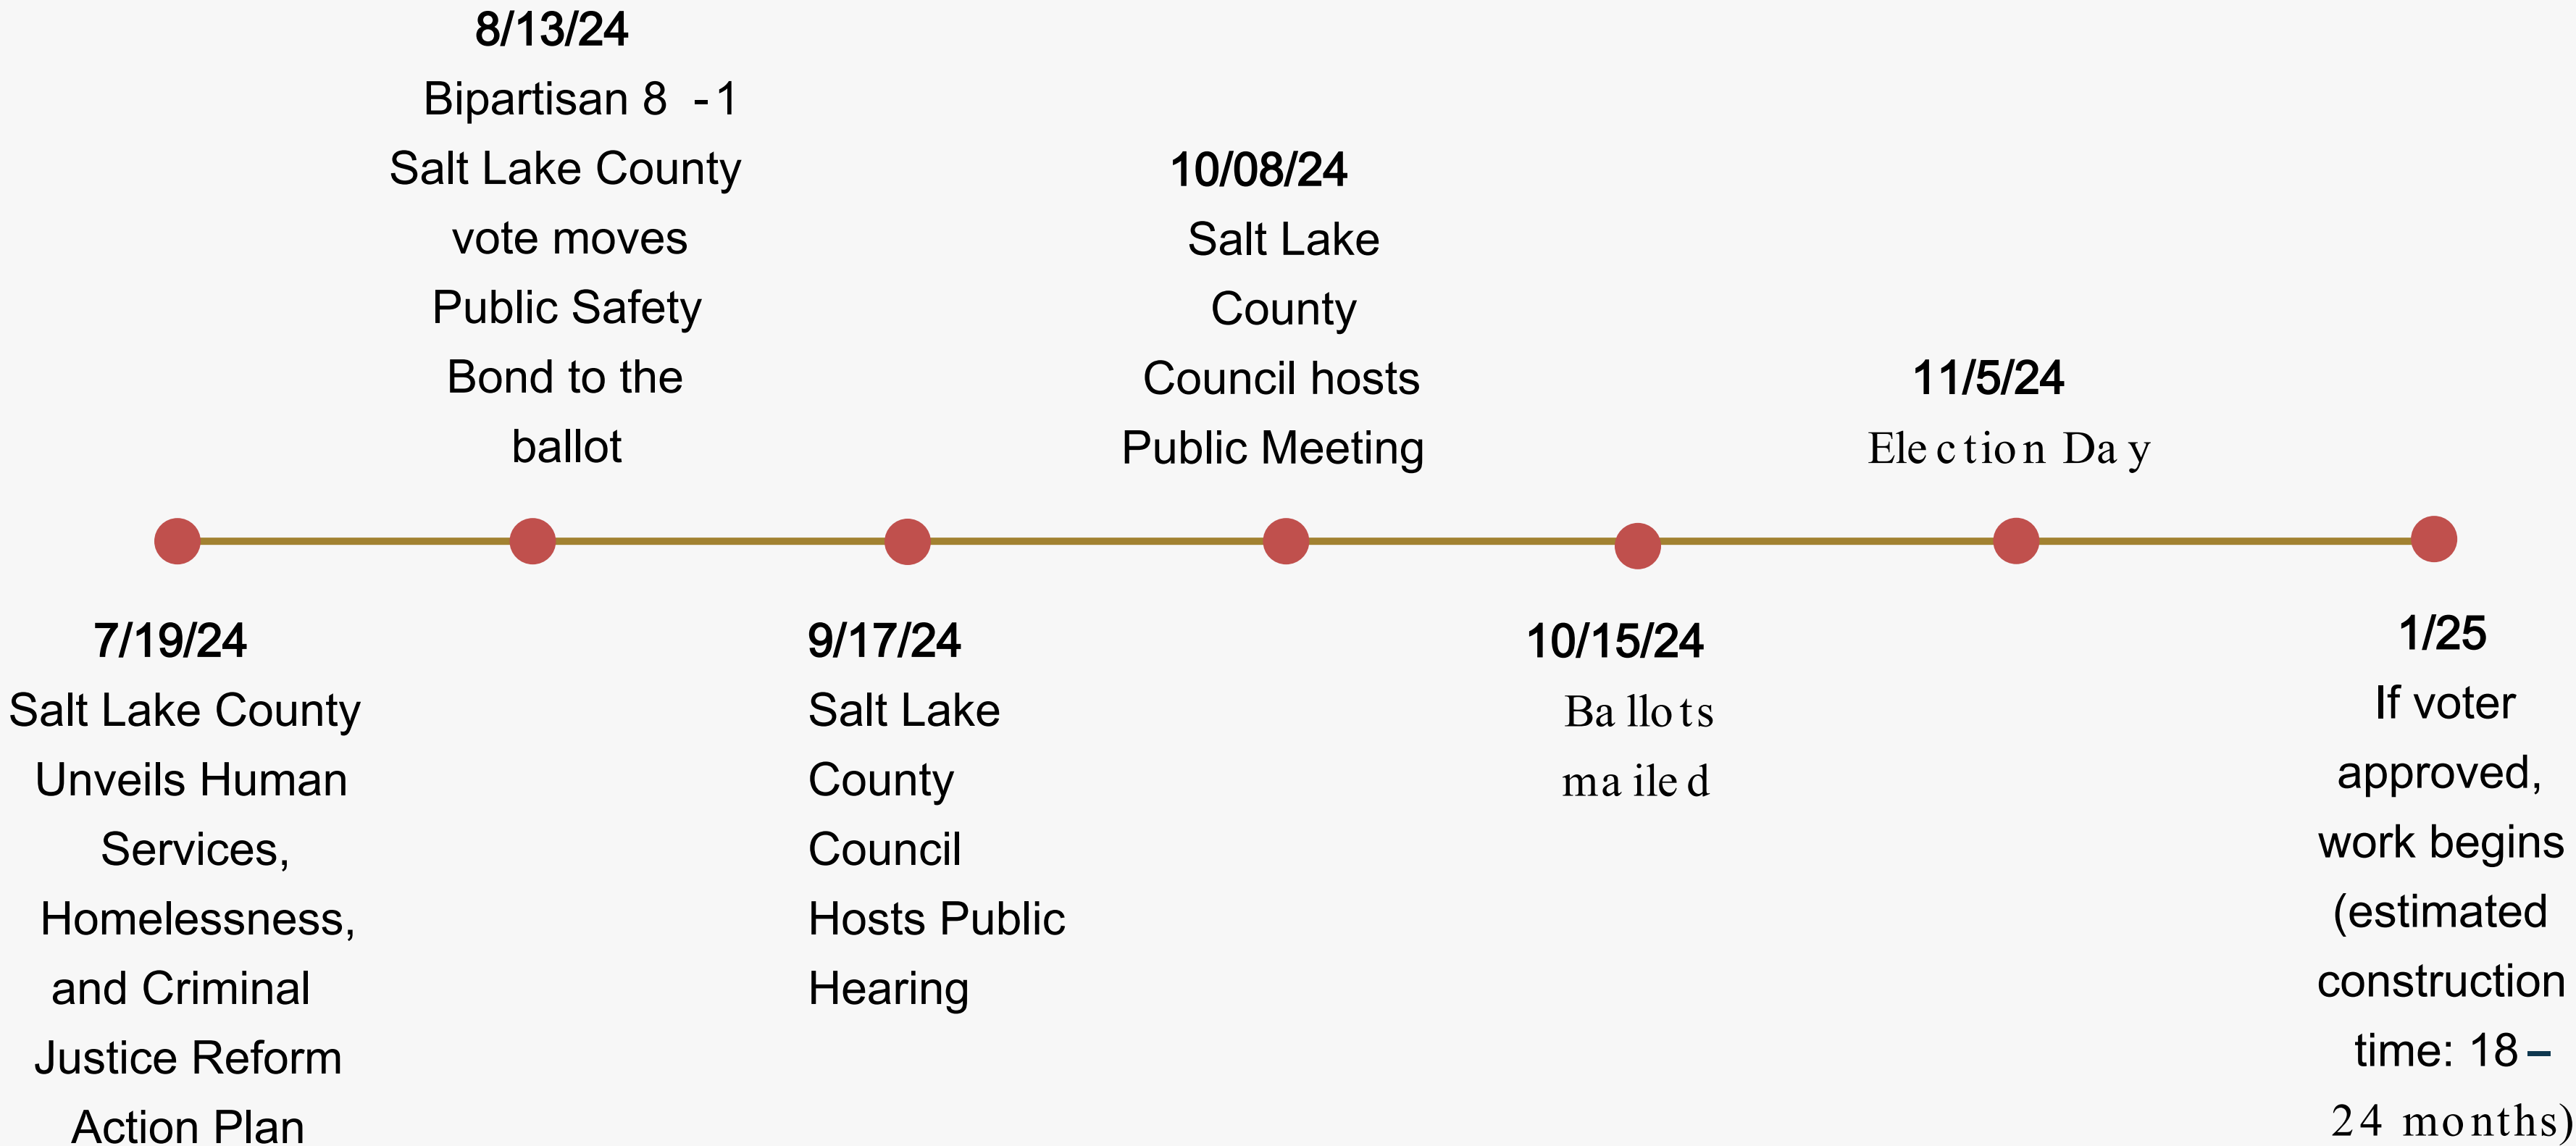 7/19/24
Salt Lake County
Unveils Human
Services,
Homelessness,
and Criminal
Justice Reform
Action Plan
8/13/24
Bipartisan 8 -1
Salt Lake County
vote moves
Public Safety
Bond to the
ballot
9/17/24
Salt Lake
County
Council
Hosts Public
Hearing
10/08/24
Salt Lake
County
Council hosts
Public Meeting
10/15/24
Ballots
mailed
11/5/24
Election Day
1/25
If voter
approved,
work begins
(estimated
construction
time: 18 –
24 months)